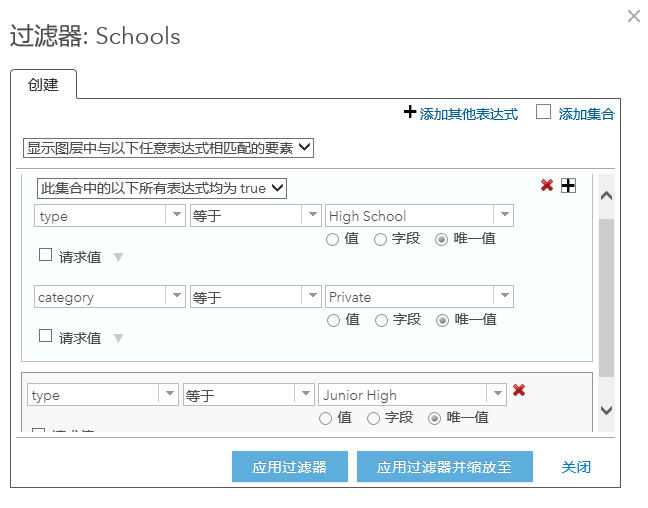 过滤器: Schools
创建
添加其他表达式 添加集合
显示图层中与以下任意表达式相匹配的要素
此集合中的以下所有表达式均为 true
type 等于 High School
值 字段 唯一值
请求值
category 等于 Private
值 字段 唯一值
请求值
type 等于 Junior High
值 字段 唯一值
应用过滤器 应用过滤器并缩放至 关闭